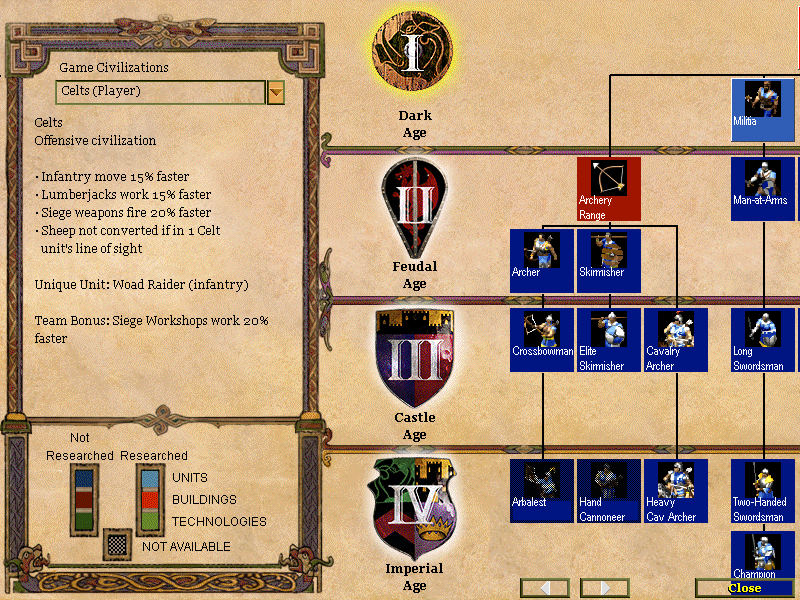 Game Civilizations
Celts (Player)
Celts
Offensive civilization
· Infantry move 15% faster
· Lumberjacks work 15% faster
· Siege weapons fire 20% faster
· Sheep not converted if in 1 Celt
unit's line of sight
Unique Unit: Woad Raider (infantry)
Team Bonus: Siege Workshops work 20%
faster
Not
Researched Researched
UNITS
BUILDINGS
TECHNOLOGIES
NOT AVAILABLE
I
Dark
Age
II
Feudal
Age
III
Castle
Age
IV
Imperial
Age
Militia
Archery
Range
Man-at-Arms
Archer
Skirmisher
Crossbowman
Elite
Skirmisher
Cavalry
Archer
Long
Swordsman
Arbalest
Hand
Cannoneer
Heavy
Cav Archer
Two-Handed
Swordsman
Champion
Close